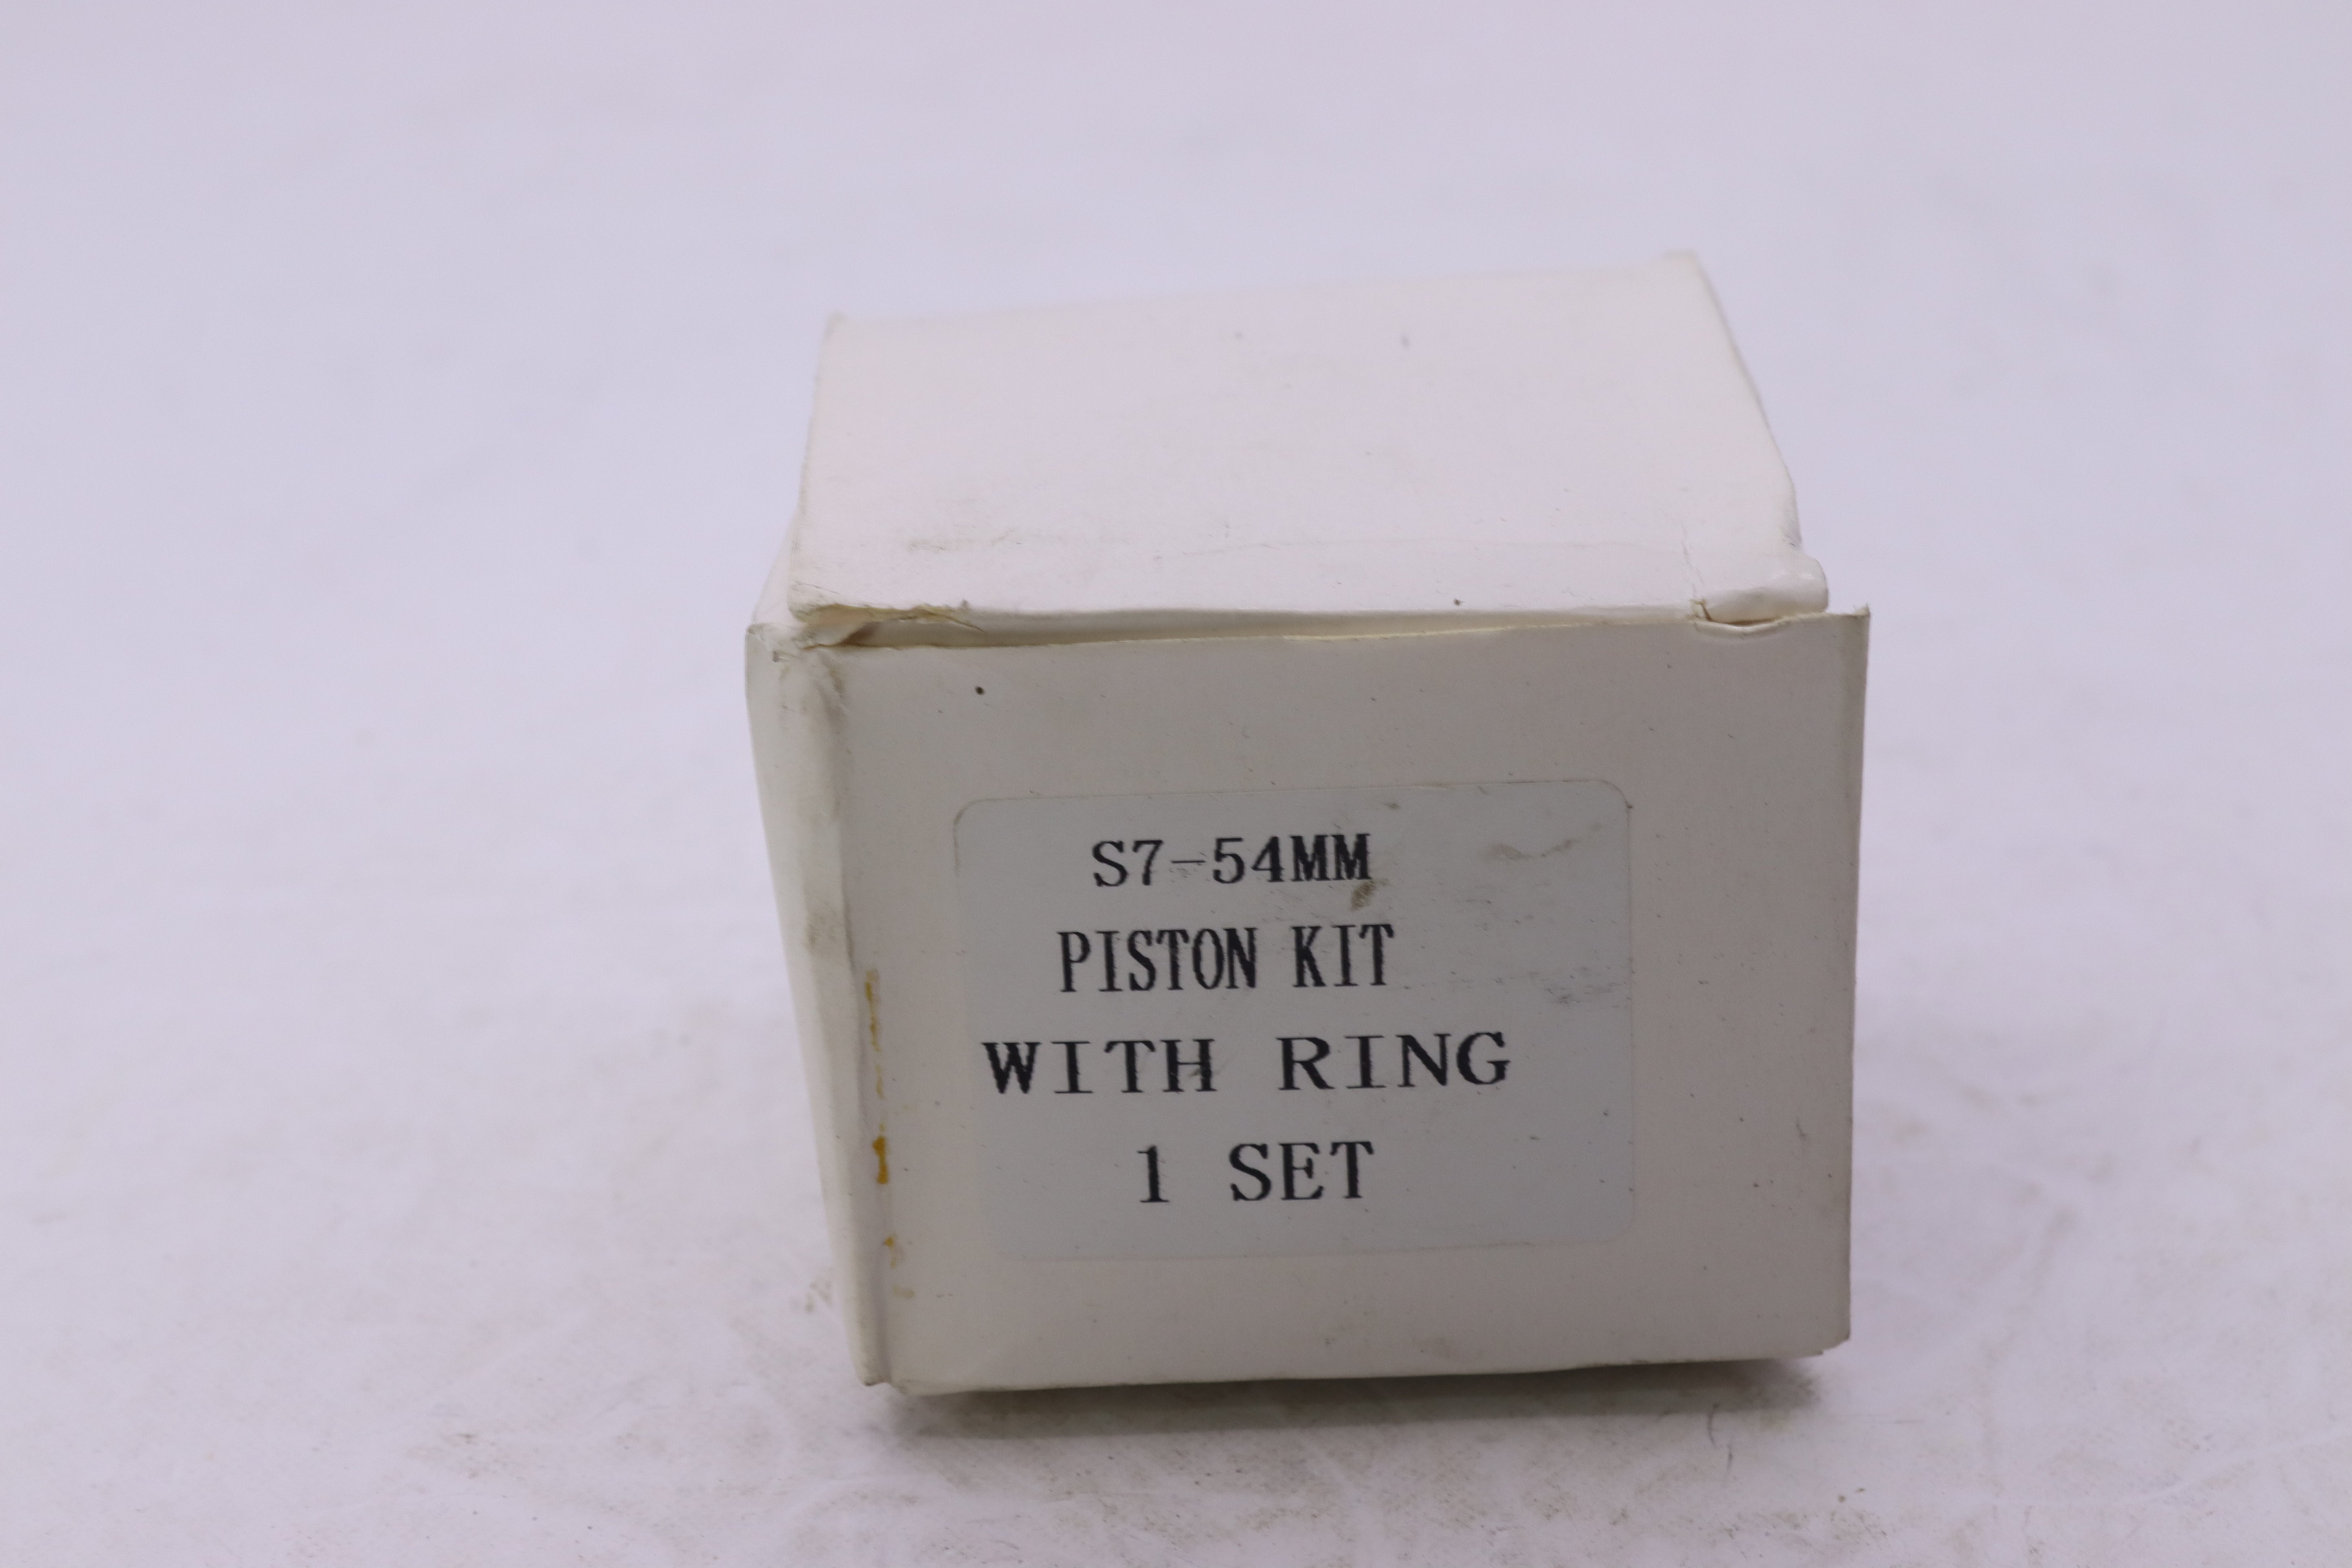 S7-54MM
PISTON KIT
WITH RING
1 SET